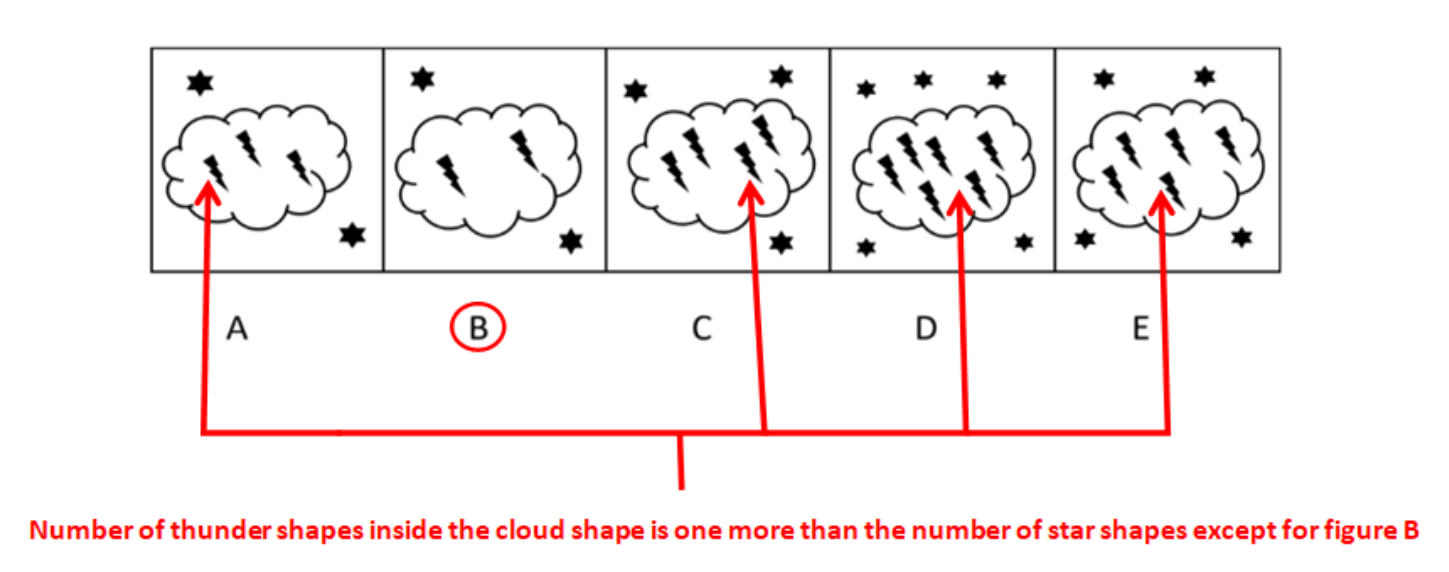 A B C D E
Number of thunder shapes inside the cloud shape is one more than the number of star shapes except for figure B